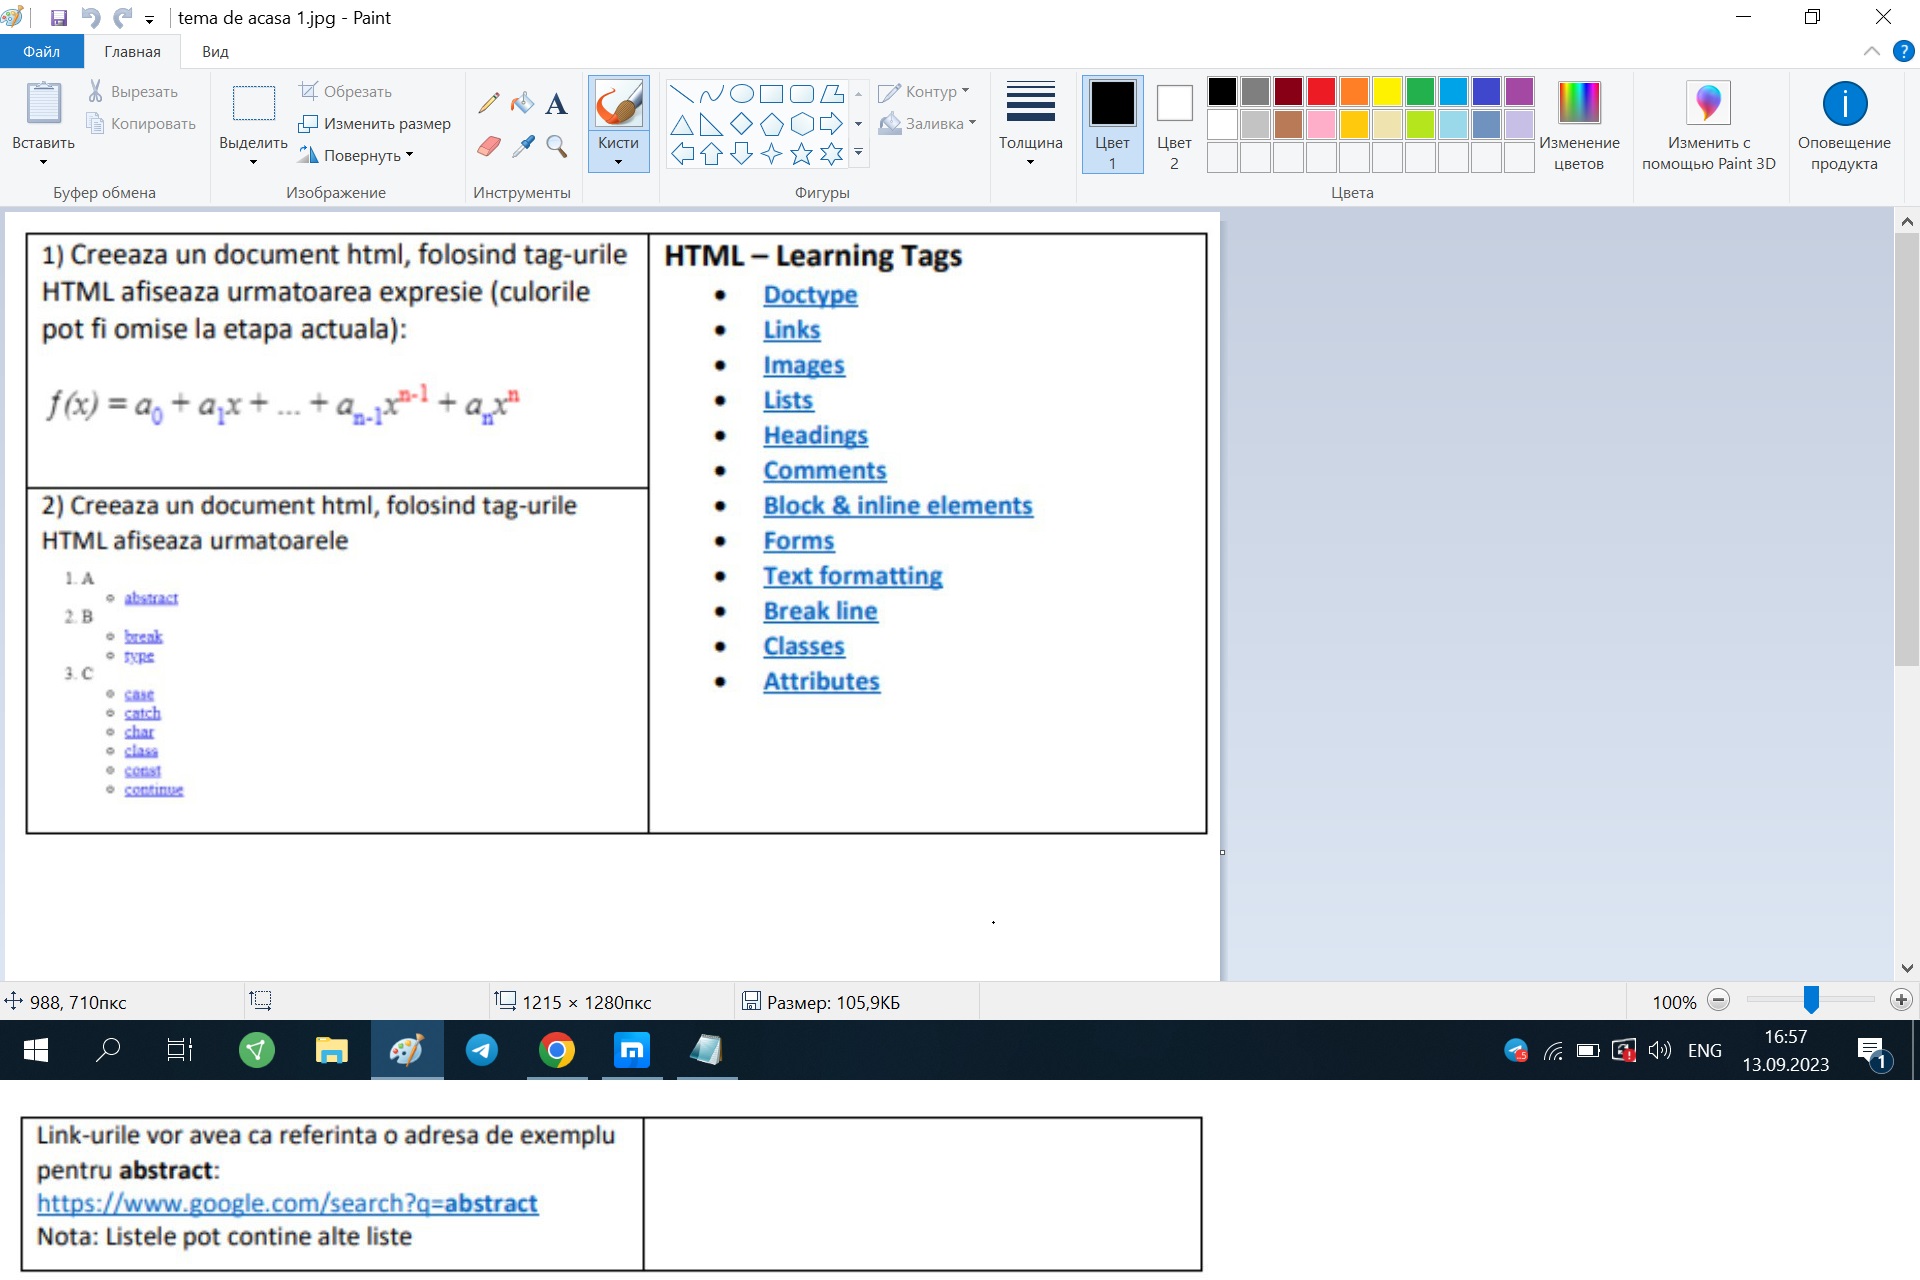 tema de acasa 1.jpg - Paint
Файл
Главная
Вид
Вставить
Вырезать
Копировать
Буфер обмена
Выделить
Обрезать
Изменить размер
Повернуть
Изображение
A
Инструменты
Кисти
Фигуры
Контур
Заливка
Толщина
Цвет
1
Цвет
2
Цвета
Изменение
цветов
Изменить с
помощью Paint 3D
Оповещение
продукта
1) Creeaza un document html, folosind tag-urile
HTML afiseaza urmatoarea expresie (culorile
pot fi omise la etapa actuala):
f(x) = a₀ + a₁x + ... + aₙ₋₁xⁿ⁻¹ + aₙxⁿ
2) Creeaza un document html, folosind tag-urile
HTML afiseaza urmatoarele
1. A
abstract
2. B
break
type
3. C
case
catch
char
class
const
continue
HTML – Learning Tags
Doctype
Links
Images
Lists
Headings
Comments
Block & inline elements
Forms
Text formatting
Break line
Classes
Attributes
988, 710пкс
1215 × 1280пкс
Размер: 105,9КБ
100%
ENG
16:57
13.09.2023
1
Link-urile vor avea ca referinta o adresa de exemplu
pentru abstract:
https://www.google.com/search?q=abstract
Nota: Listele pot contine alte liste